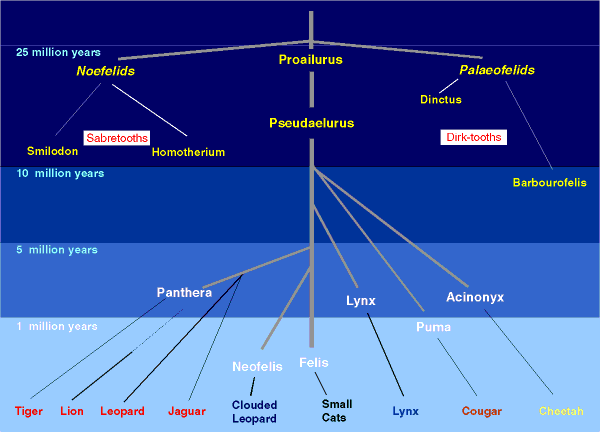 25 million years
Proailurus
Noefelids
Palaeofelids
Dinctus
Pseudaelurus
Sabretooths
Dirk-tooths
Smilodon
Homotherium
10 million years
Barbourofelis
5 million years
Panthera
Lynx
Acinonyx
1 million years
Puma
Neofelis
Felis
Tiger
Lion
Leopard
Jaguar
Clouded
Leopard
Small
Cats
Lynx
Cougar
Cheetah